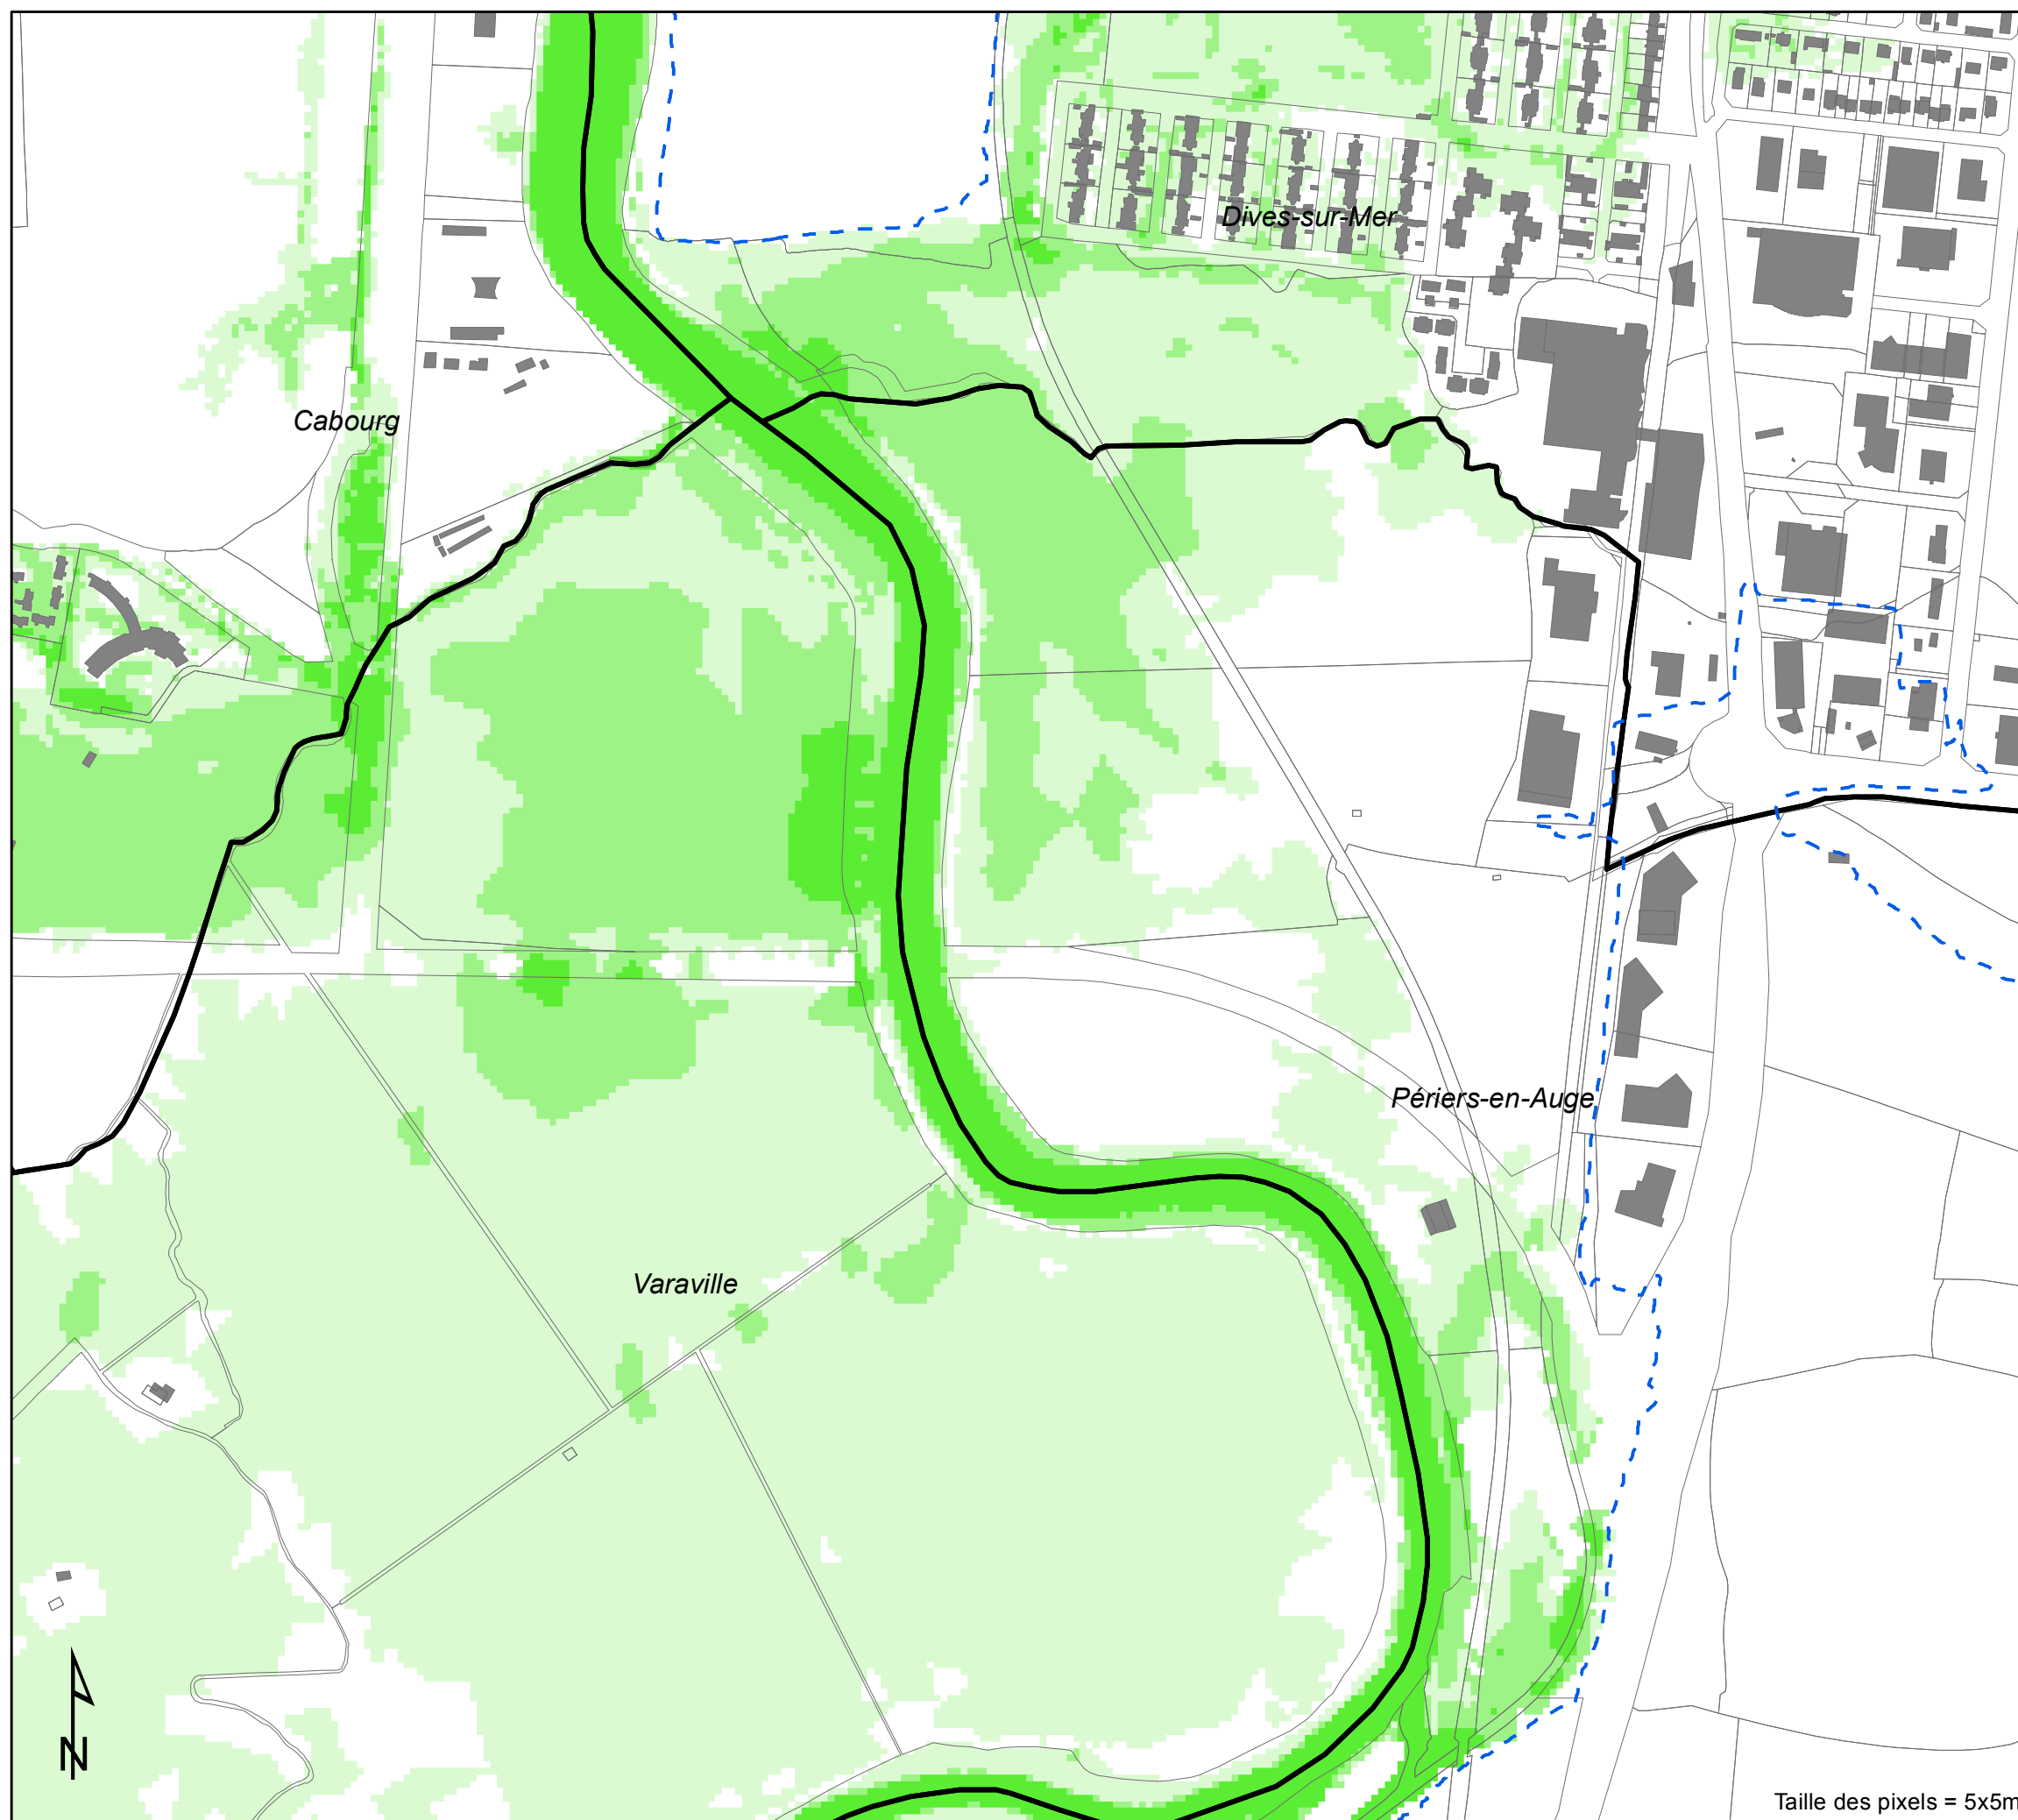 Dives-sur-Mer
Cabourg
Périers-en-Auge
Varaville
N
Taille des pixels = 5x5m